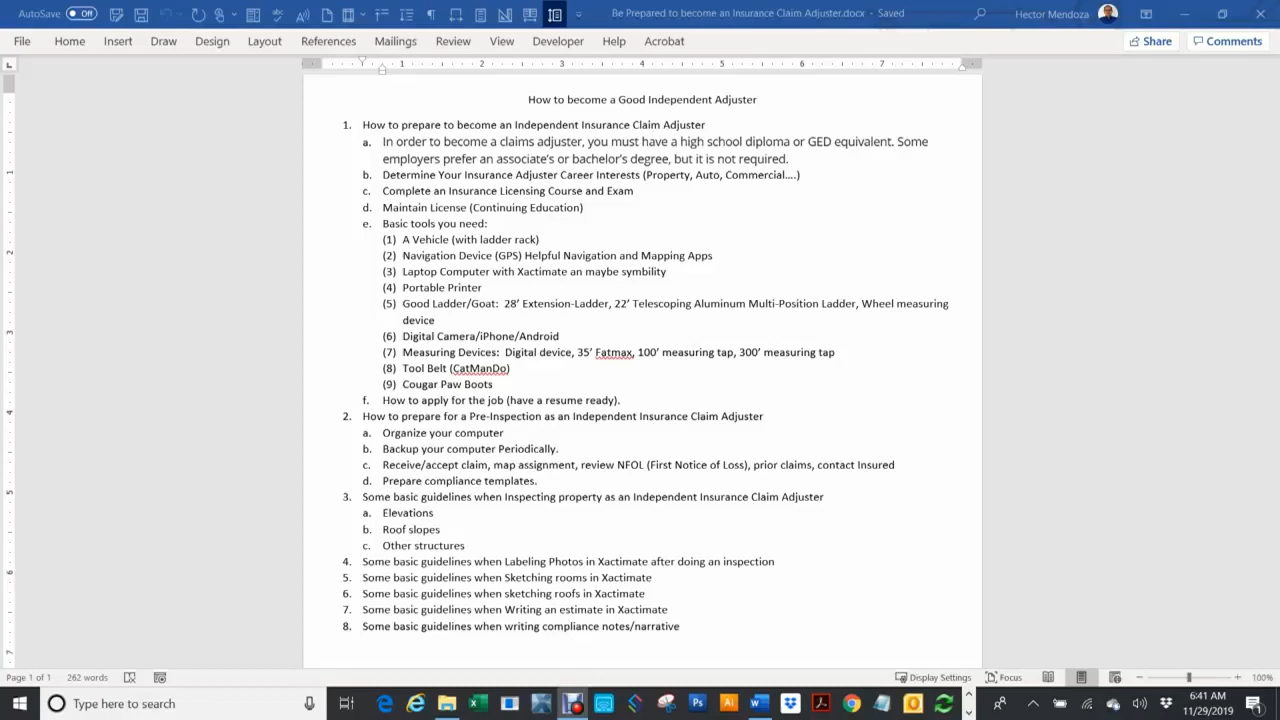 AutoSave Off Be Prepared to become an Insurance Claim Adjuster.docx - Saved Hector Mendoza
File Home Insert Draw Design Layout References Mailings Review View Developer Help Acrobat Share Comments
1 2 3 4 5 6 7
How to become a Good Independent Adjuster
1. How to prepare to become an Independent Insurance Claim Adjuster
a. In order to become a claims adjuster, you must have a high school diploma or GED equivalent. Some
employers prefer an associate's or bachelor's degree, but it is not required.
b. Determine Your Insurance Adjuster Career Interests (Property, Auto, Commercial....)
c. Complete an Insurance Licensing Course and Exam
d. Maintain License (Continuing Education)
e. Basic tools you need:
(1) A Vehicle (with ladder rack)
(2) Navigation Device (GPS) Helpful Navigation and Mapping Apps
(3) Laptop Computer with Xactimate an maybe symbility
(4) Portable Printer
(5) Good Ladder/Goat: 28' Extension-Ladder, 22' Telescoping Aluminum Multi-Position Ladder, Wheel measuring
device
(6) Digital Camera/iPhone/Android
(7) Measuring Devices: Digital device, 35' Fatmax, 100' measuring tap, 300' measuring tap
(8) Tool Belt (CatManDo)
(9) Cougar Paw Boots
f. How to apply for the job (have a resume ready).
2. How to prepare for a Pre-Inspection as an Independent Insurance Claim Adjuster
a. Organize your computer
b. Backup your computer Periodically.
c. Receive/accept claim, map assignment, review NFOL (First Notice of Loss), prior claims, contact Insured
d. Prepare compliance templates.
3. Some basic guidelines when Inspecting property as an Independent Insurance Claim Adjuster
a. Elevations
b. Roof slopes
c. Other structures
4. Some basic guidelines when Labeling Photos in Xactimate after doing an inspection
5. Some basic guidelines when Sketching rooms in Xactimate
6. Some basic guidelines when sketching roofs in Xactimate
7. Some basic guidelines when Writing an estimate in Xactimate
8. Some basic guidelines when writing compliance notes/narrative
Page 1 of 1 262 words Display Settings Focus 100%
Type here to search 6:41 AM
11/29/2019